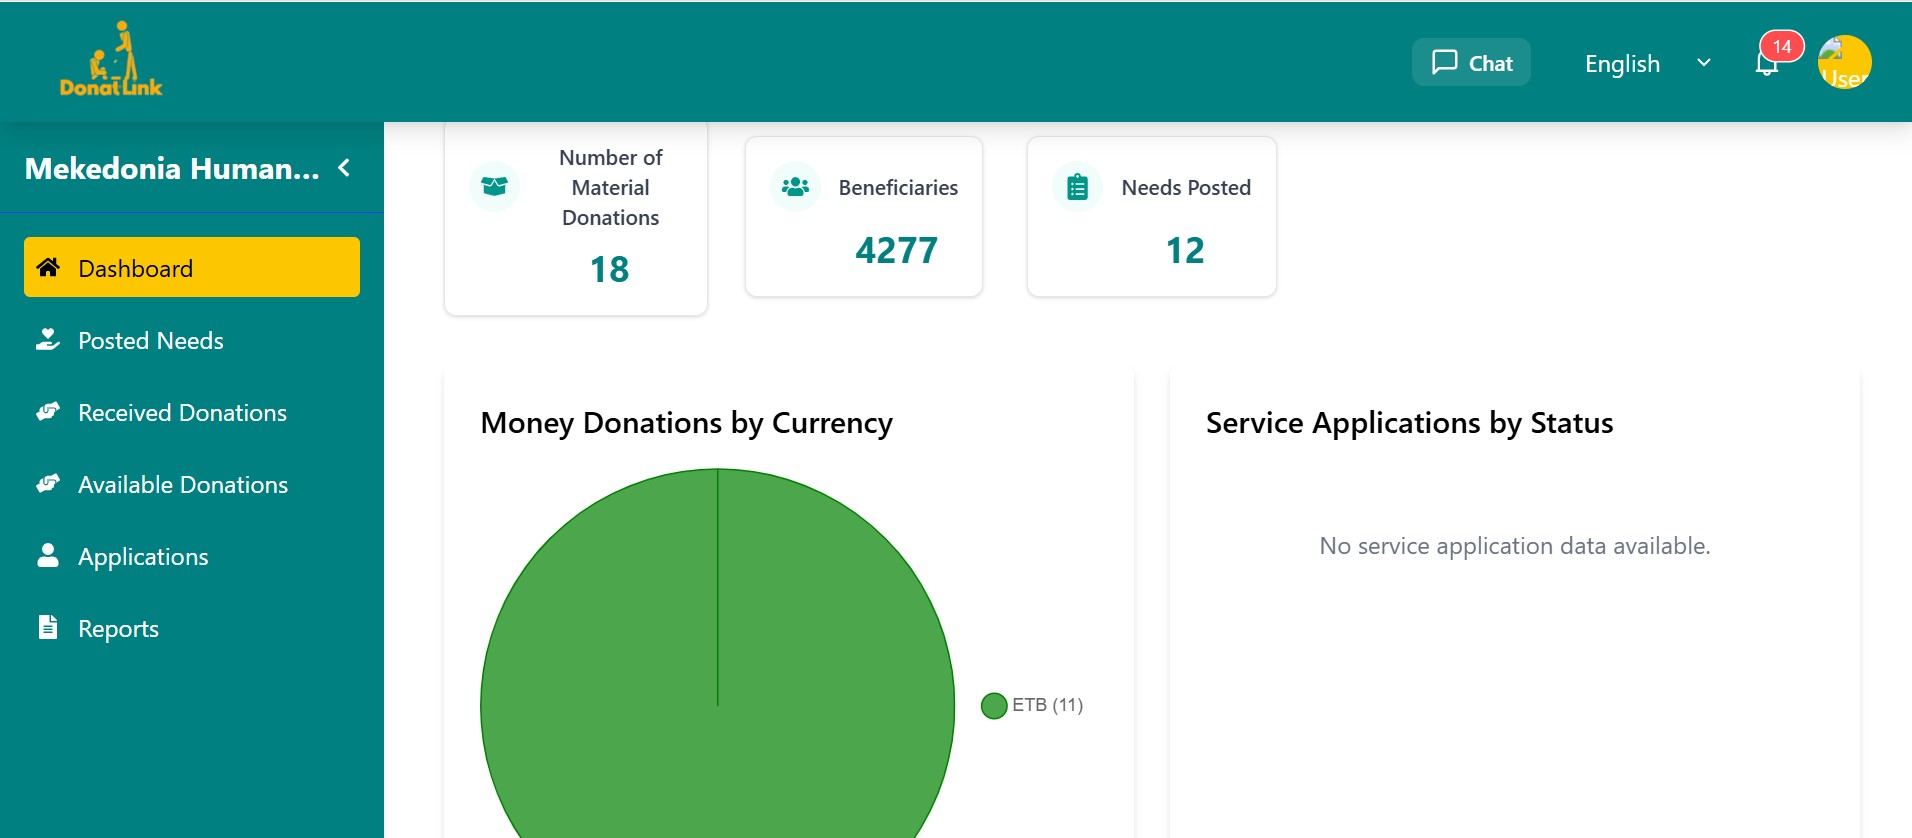 DonatLink
Chat
English
14
User
Mekedonia Human...
Dashboard
Posted Needs
Received Donations
Available Donations
Applications
Reports
Number of
Material
Donations
18
Beneficiaries
4277
Needs Posted
12
Money Donations by Currency
ETB (11)
Service Applications by Status
No service application data available.